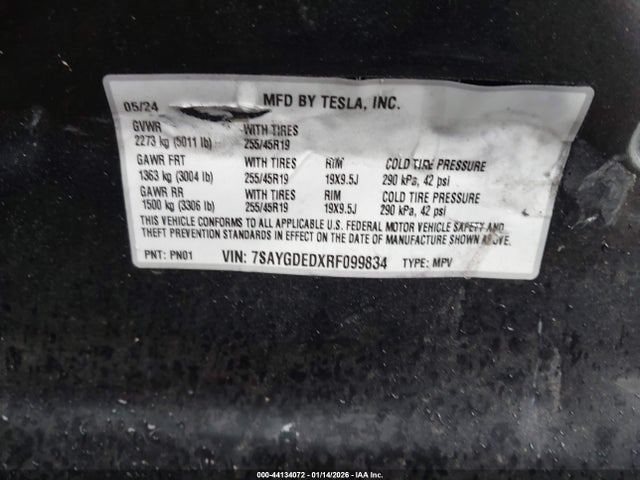 05/24 MFD BY TESLA, INC.
GVWR WITH TIRES
2273 kg (5011 lb) 255/45R19
GAWR FRT WITH TIRES RIM COLD TIRE PRESSURE
1363 kg (3004 lb) 255/45R19 19X9.5J 290 kPa, 42 psi
GAWR RR WITH TIRES RIM COLD TIRE PRESSURE
1500 kg (3306 lb) 255/45R19 19X9.5J 290 kPa, 42 psi
THIS VEHICLE CONFORMS TO ALL APPLICABLE U.S. FEDERAL MOTOR VEHICLE SAFETY AND
THEFT PREVENTION STANDARDS IN EFFECT ON THE DATE OF MANUFACTURE SHOWN ABOVE.
PNT: PN01 VIN: 7SAYGDEDXRF099834 TYPE: MPV
000-44134072 - 01/14/2026 - IAA Inc.